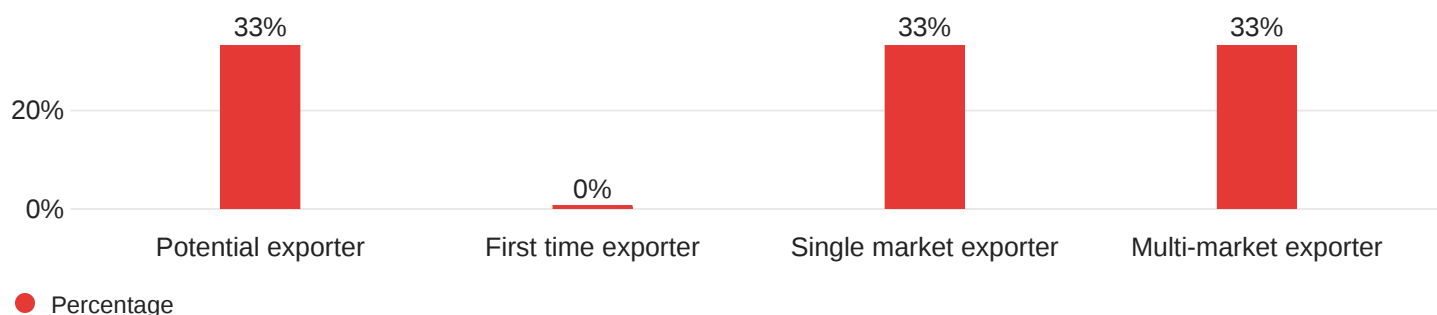 33% 33% 33%
20%
0%
0%
Potential exporter First time exporter Single market exporter Multi-market exporter
Percentage